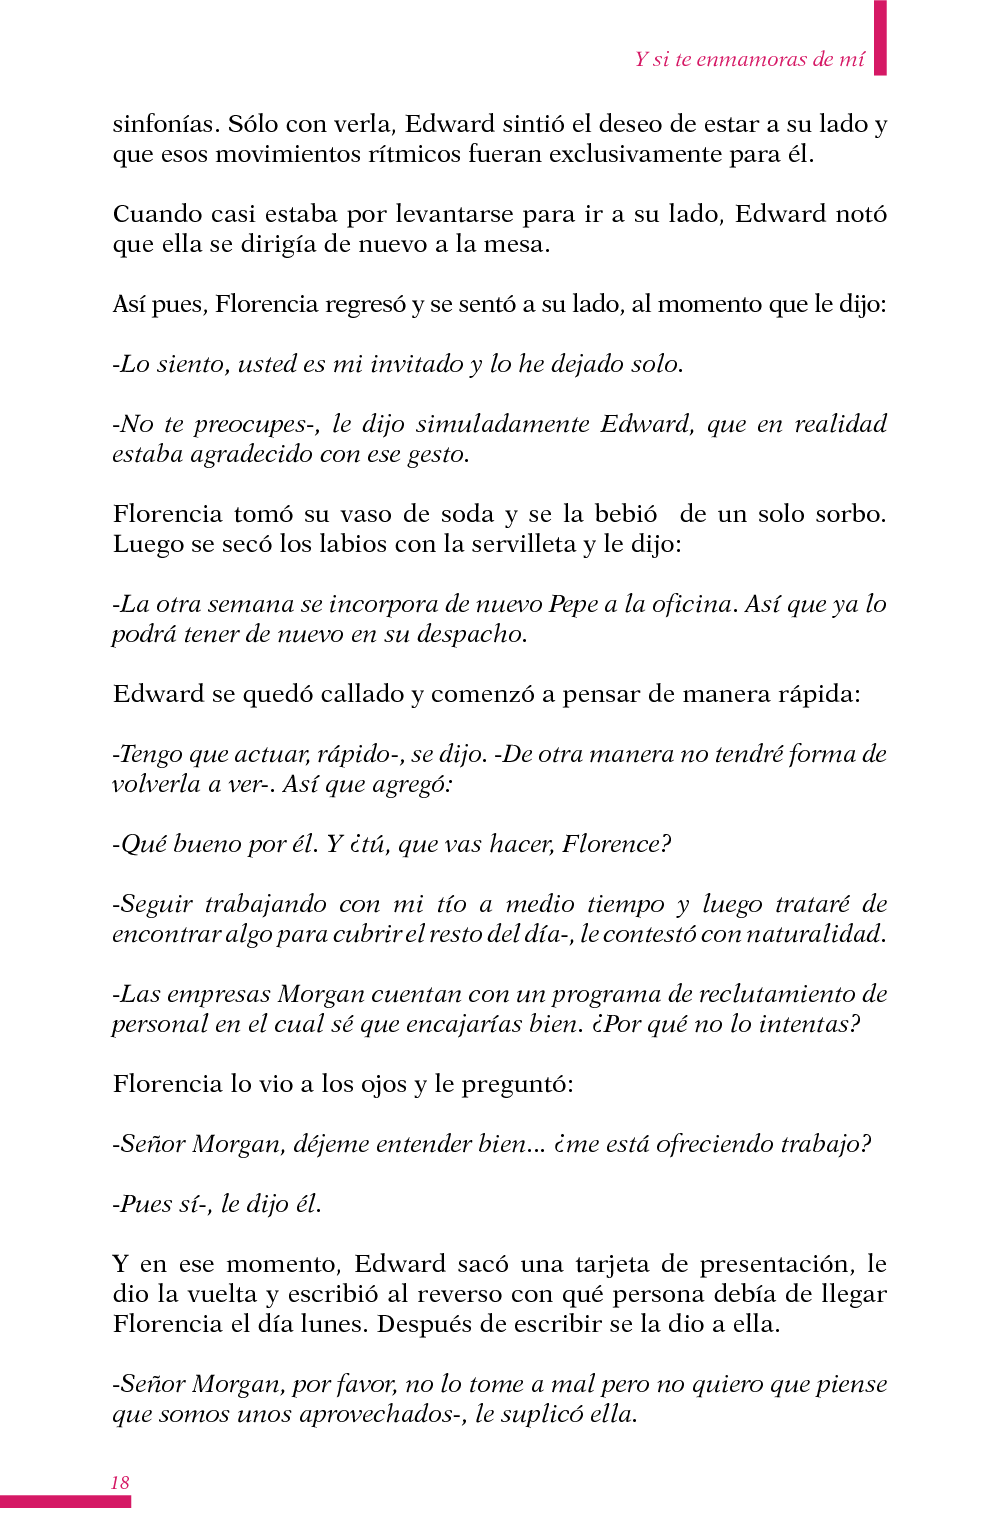 Y si te enmamoras de mí
sinfonías. Sólo con verla, Edward sintió el deseo de estar a su lado y
que esos movimientos rítmicos fueran exclusivamente para él.
Cuando casi estaba por levantarse para ir a su lado, Edward notó
que ella se dirigía de nuevo a la mesa.
Así pues, Florencia regresó y se sentó a su lado, al momento que le dijo:
-Lo siento, usted es mi invitado y lo he dejado solo.
-No te preocupes-, le dijo simuladamente Edward, que en realidad
estaba agradecido con ese gesto.
Florencia tomó su vaso de soda y se la bebió  de un solo sorbo.
Luego se secó los labios con la servilleta y le dijo:
-La otra semana se incorpora de nuevo Pepe a la oficina. Así que ya lo
podrá tener de nuevo en su despacho.
Edward se quedó callado y comenzó a pensar de manera rápida:
-Tengo que actuar, rápido-, se dijo. -De otra manera no tendré forma de
volverla a ver-. Así que agregó:
-Qué bueno por él. Y ¿tú, que vas hacer, Florence?
-Seguir trabajando con mi tío a medio tiempo y luego trataré de
encontrar algo para cubrir el resto del día-, le contestó con naturalidad.
-Las empresas Morgan cuentan con un programa de reclutamiento de
personal en el cual sé que encajarías bien. ¿Por qué no lo intentas?
Florencia lo vio a los ojos y le preguntó:
-Señor Morgan, déjeme entender bien... ¿me está ofreciendo trabajo?
-Pues sí-, le dijo él.
Y en ese momento, Edward sacó una tarjeta de presentación, le
dio la vuelta y escribió al reverso con qué persona debía de llegar
Florencia el día lunes. Después de escribir se la dio a ella.
-Señor Morgan, por favor, no lo tome a mal pero no quiero que piense
que somos unos aprovechados-, le suplicó ella.
18